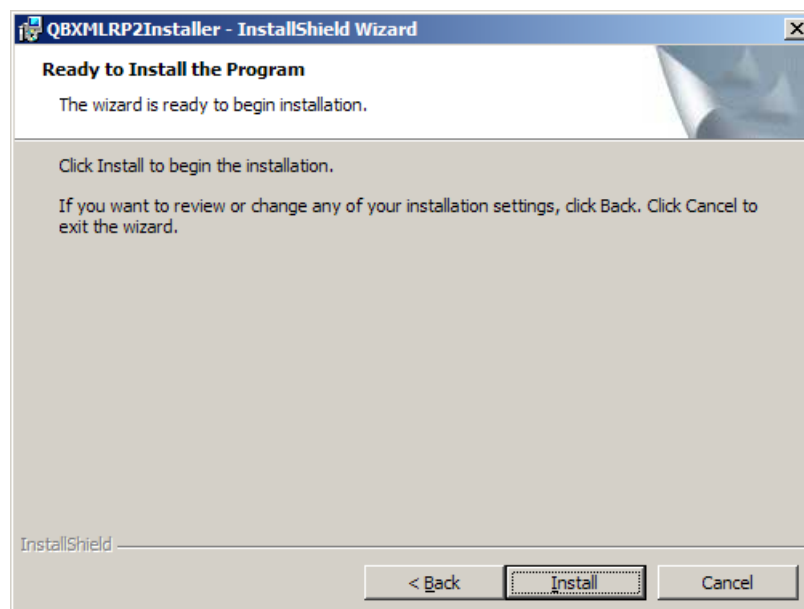 QBXMLRP2Installer - InstallShield Wizard
Ready to Install the Program
The wizard is ready to begin installation.
Click Install to begin the installation.
If you want to review or change any of your installation settings, click Back. Click Cancel to
exit the wizard.
InstallShield
< Back Install Cancel